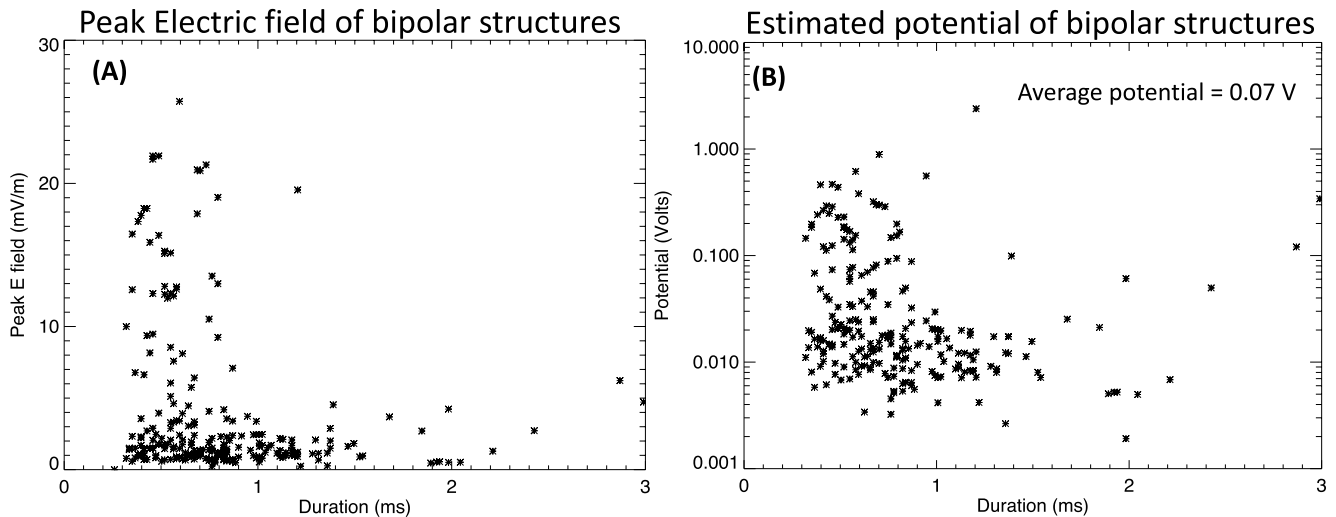 Peak Electric field of bipolar structures
(A)
30
20
10
0
Peak E field (mV/m)
0 1 2 3
Duration (ms)
Estimated potential of bipolar structures
(B)
Average potential = 0.07 V
10.000
1.000
0.100
0.010
0.001
Potential (Volts)
0 1 2 3
Duration (ms)